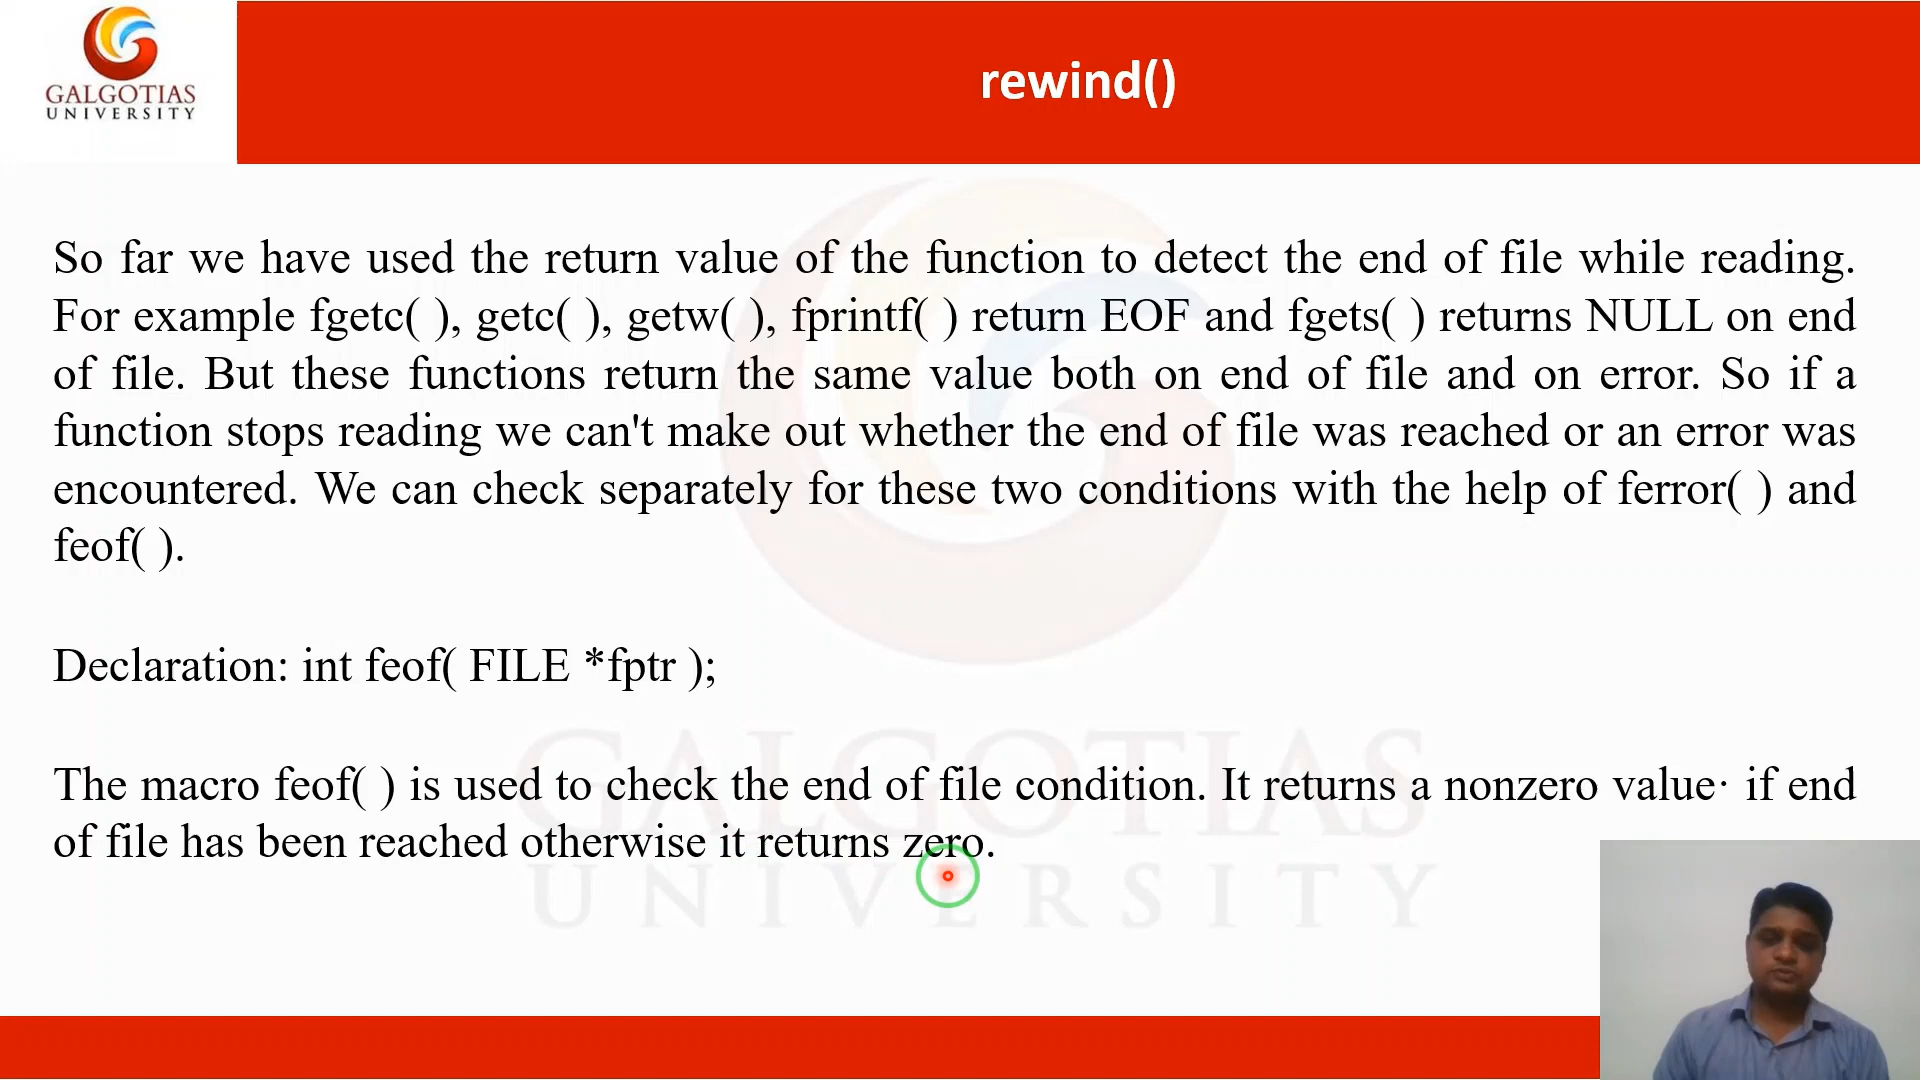 GALGOTIAS
UNIVERSITY
rewind()
So far we have used the return value of the function to detect the end of file while reading.
For example fgetc( ), getc( ), getw( ), fprintf( ) return EOF and fgets( ) returns NULL on end
of file. But these functions return the same value both on end of file and on error. So if a
function stops reading we can't make out whether the end of file was reached or an error was
encountered. We can check separately for these two conditions with the help of ferror( ) and
feof( ).
Declaration: int feof( FILE *fptr );
The macro feof( ) is used to check the end of file condition. It returns a nonzero value· if end
of file has been reached otherwise it returns zero.
GALGOTIAS
UNIVERSITY